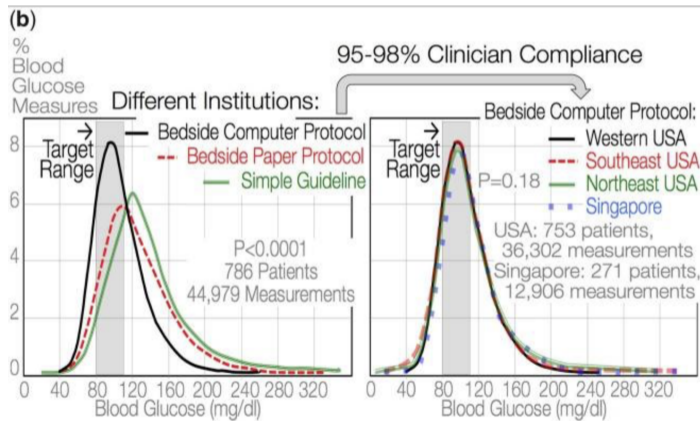 (b)
95-98% Clinician Compliance
%
Blood
Glucose
Measures
Different Institutions:
Bedside Computer Protocol
Bedside Paper Protocol
Simple Guideline
→
Target
Range
P<0.0001
786 Patients
44,979 Measurements
8
6
4
2
0
0 40 80 120 160 200 240 280 320
Blood Glucose (mg/dl)
Bedside Computer Protocol:
Western USA
Southeast USA
Northeast USA
Singapore
→
Target
Range
P=0.18
USA: 753 patients,
36,302 measurements
Singapore: 271 patients,
12,906 measurements
0 40 80 120 160 200 240 280 320
Blood Glucose (mg/dl)